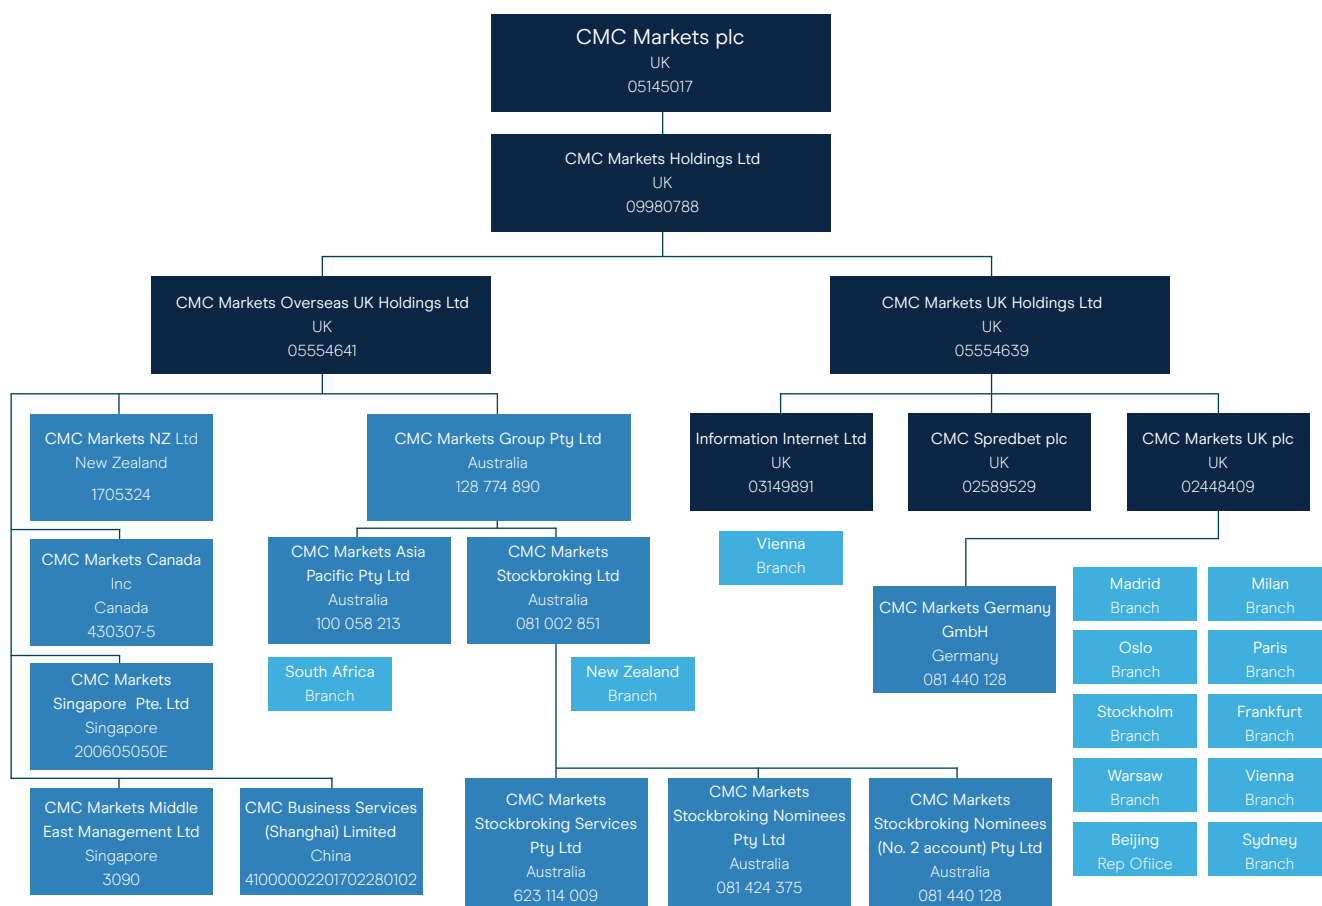 CMC Markets plc
UK
05145017
CMC Markets Holdings Ltd
UK
09980788
CMC Markets Overseas UK Holdings Ltd
UK
05554641
CMC Markets UK Holdings Ltd
UK
05554639
CMC Markets NZ Ltd
New Zealand
1705324
CMC Markets Group Pty Ltd
Australia
128 774 890
Information Internet Ltd
UK
03149891
CMC Spredbet plc
UK
02589529
CMC Markets UK plc
UK
02448409
CMC Markets Canada
Inc
Canada
430307-5
CMC Markets Asia
Pacific Pty Ltd
Australia
100 058 213
CMC Markets
Stockbroking Ltd
Australia
081 002 851
Vienna
Branch
CMC Markets Germany
GmbH
Germany
081 440 128
Madrid
Branch
Milan
Branch
Oslo
Branch
Paris
Branch
Stockholm
Branch
Frankfurt
Branch
Warsaw
Branch
Vienna
Branch
Beijing
Rep Ofiice
Sydney
Branch
South Africa
Branch
New Zealand
Branch
CMC Markets
Singapore Pte. Ltd
Singapore
200605050E
CMC Markets Middle
East Management Ltd
Singapore
3090
CMC Business Services
(Shanghai) Limited
China
41000002201702280102
CMC Markets
Stockbroking Services
Pty Ltd
Australia
623 114 009
CMC Markets
Stockbroking Nominees
Pty Ltd
Australia
081 424 375
CMC Markets
Stockbroking Nominees
(No. 2 account) Pty Ltd
Australia
081 440 128